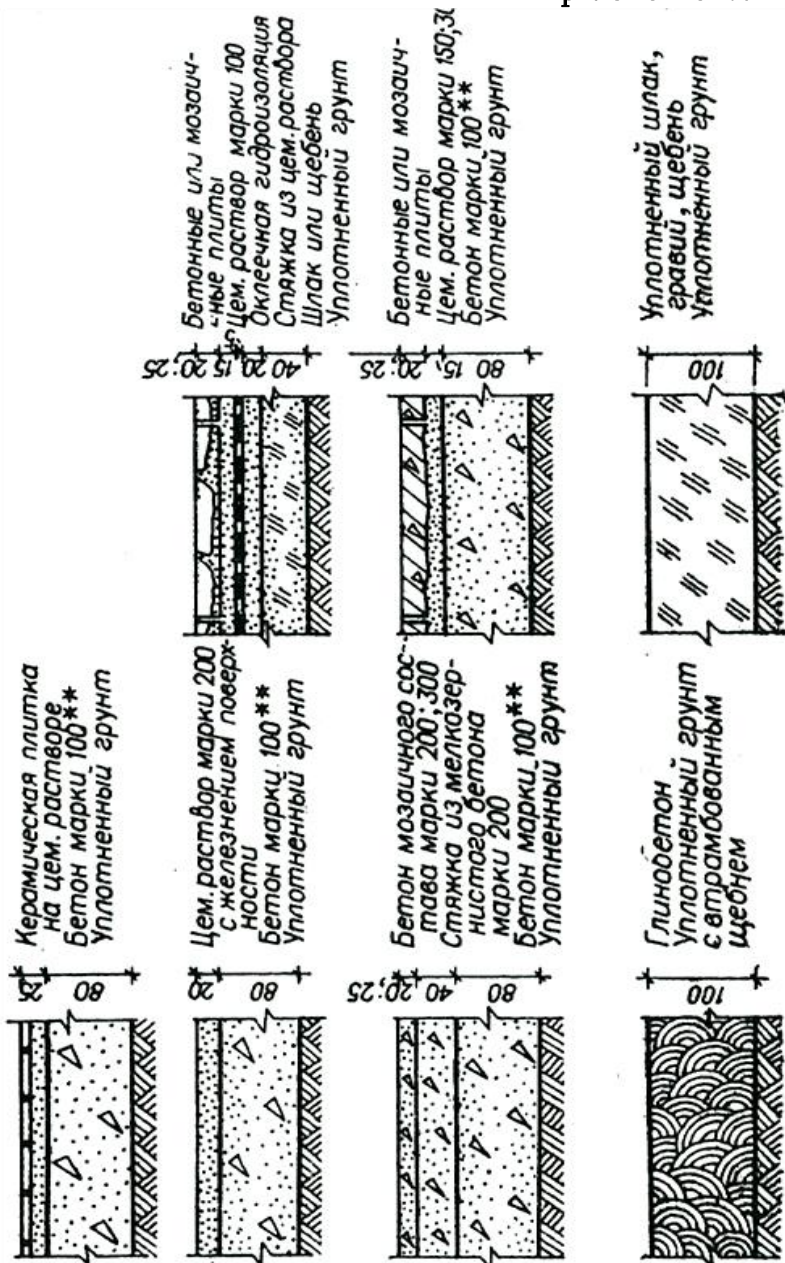 Керамическая плитка
на цем. растворе
Бетон марки 100**
Уплотненный грунт
25
80
Цем. раствор марки 200
с железнением поверх-
ности
Бетон марки 100**
Уплотненный грунт
20
80
Бетон мозаичного сос-
тава марки 200; 300
Стяжка из мелкозер-
нистого бетона
марки 200
Бетон марки 100**
Уплотненный грунт
20; 25
40
80
Глинобетон
Уплотненный грунт
с втрамбованным
щебнем
100
Бетонные или мозаич-
ные плиты
Цем. раствор марки 100
Оклеечная гидроизоляция
Стяжка из цем. раствора
Шлак или щебень
Уплотненный грунт
20; 25
15
20
40
Бетонные или мозаич-
ные плиты
Цем. раствор марки 150;
Бетон марки 100**
Уплотненный грунт
20; 25
15
80
Уплотненный шлак,
гравий, щебень
Уплотненный грунт
100